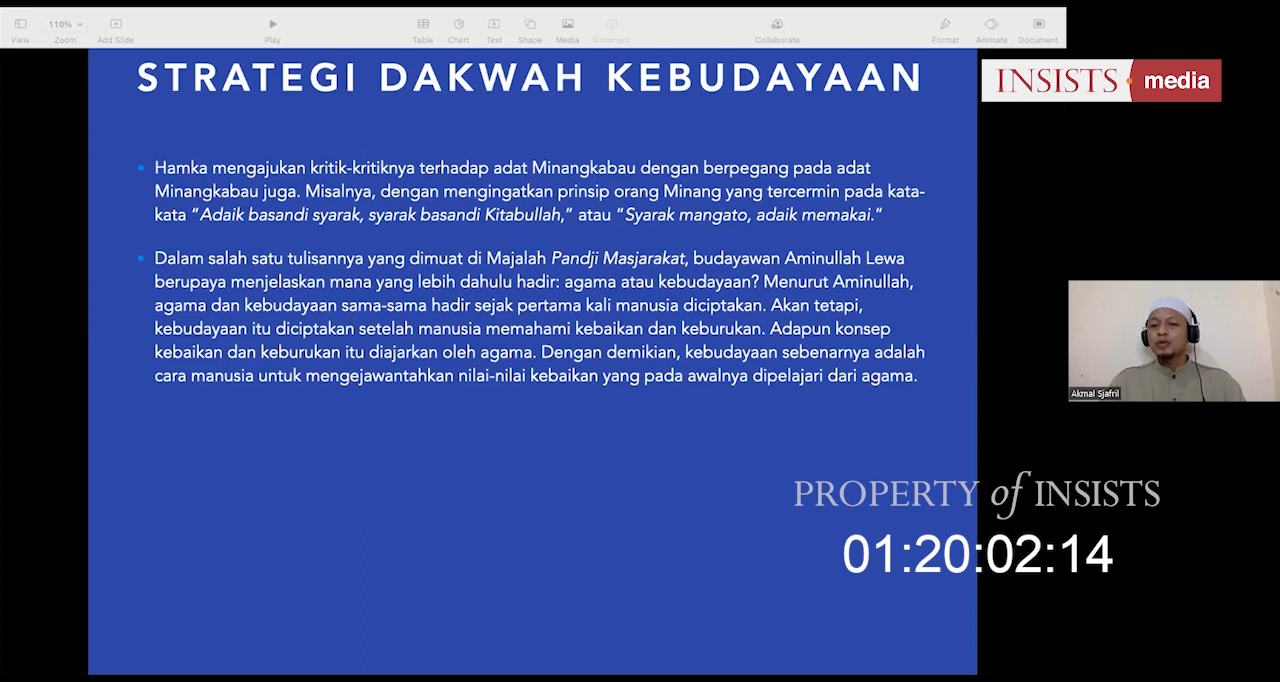 110%
View
Zoom
Add Slide
Play
Table
Chart
Text
Shape
Media
Comment
Collaborate
Format
Animate
Document
STRATEGI DAKWAH KEBUDAYAAN
INSISTS media
Hamka mengajukan kritik-kritiknya terhadap adat Minangkabau dengan berpegang pada adat
Minangkabau juga. Misalnya, dengan mengingatkan prinsip orang Minang yang tercermin pada kata-
kata “Adaik basandi syarak, syarak basandi Kitabullah,” atau “Syarak mangato, adaik memakai.”
Dalam salah satu tulisannya yang dimuat di Majalah Pandji Masjarakat, budayawan Aminullah Lewa
berupaya menjelaskan mana yang lebih dahulu hadir: agama atau kebudayaan? Menurut Aminullah,
agama dan kebudayaan sama-sama hadir sejak pertama kali manusia diciptakan. Akan tetapi,
kebudayaan itu diciptakan setelah manusia memahami kebaikan dan keburukan. Adapun konsep
kebaikan dan keburukan itu diajarkan oleh agama. Dengan demikian, kebudayaan sebenarnya adalah
cara manusia untuk mengejawantahkan nilai-nilai kebaikan yang pada awalnya dipelajari dari agama.
Akmal Sjafril
PROPERTY of INSISTS
01:20:02:14